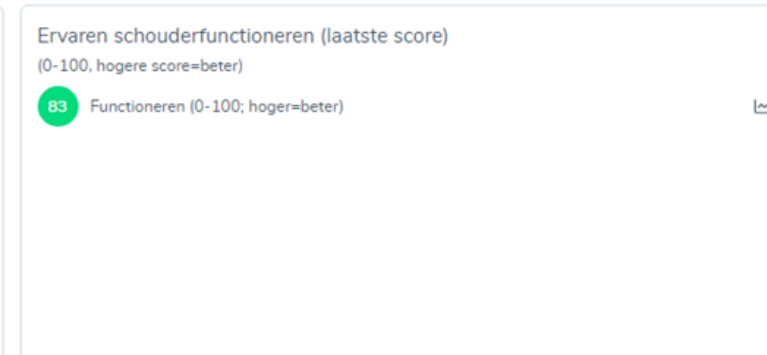 Ervaren schouderfunctioneren (laatste score)
(0-100, hogere score=beter)
83 Functioneren (0-100; hoger=beter)